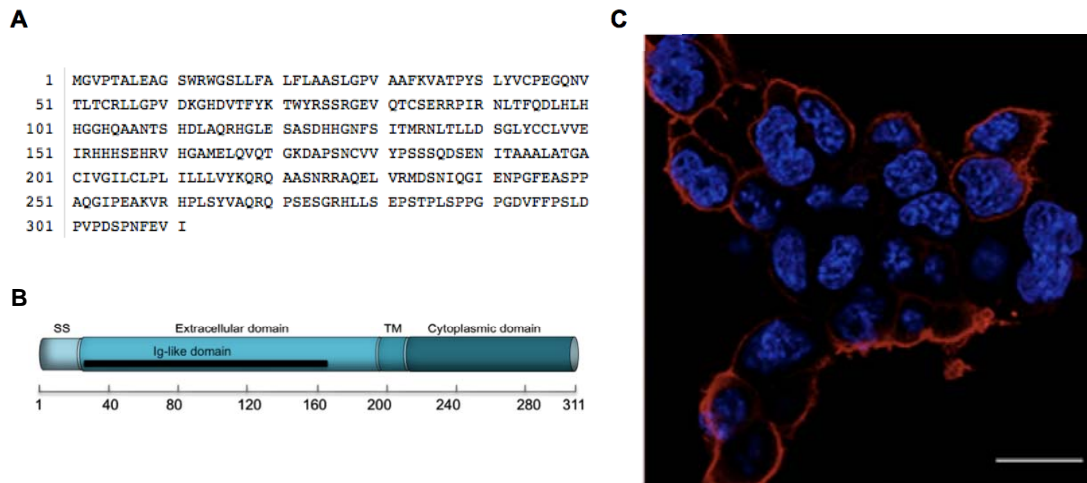 A
1 MGVPTALEAG SWRWGSLLFA LFLAASLGPV AAFKVATPYS LYVCPEGQNV
51 TLTCRLLGPV DKGHDVTFYK TWYRSSRGEV QTCSERRPIR NLTFQDLHLH
101 HGGHQAANTS HDLAQRHGLE SASDHHGNFS ITMRNLTLLD SGLYCCLVVE
151 IRHHHSEHRV HGAMELQVQT GKDAPSNCVV YPSSSQDSEN ITAAALATGA
201 CIVGILCLPL ILLLVYKQRQ AASNRRAQEL VRMDSNIQGI ENPGFEASPP
251 AQGIPEAKVR HPLSYVAQRQ PSESGRHLLS EPSTPLSPPG PGDVFFPSLD
301 PVPDSPNFEV I
B
SS Extracellular domain TM Cytoplasmic domain
Ig-like domain
1 40 80 120 160 200 240 280 311
C